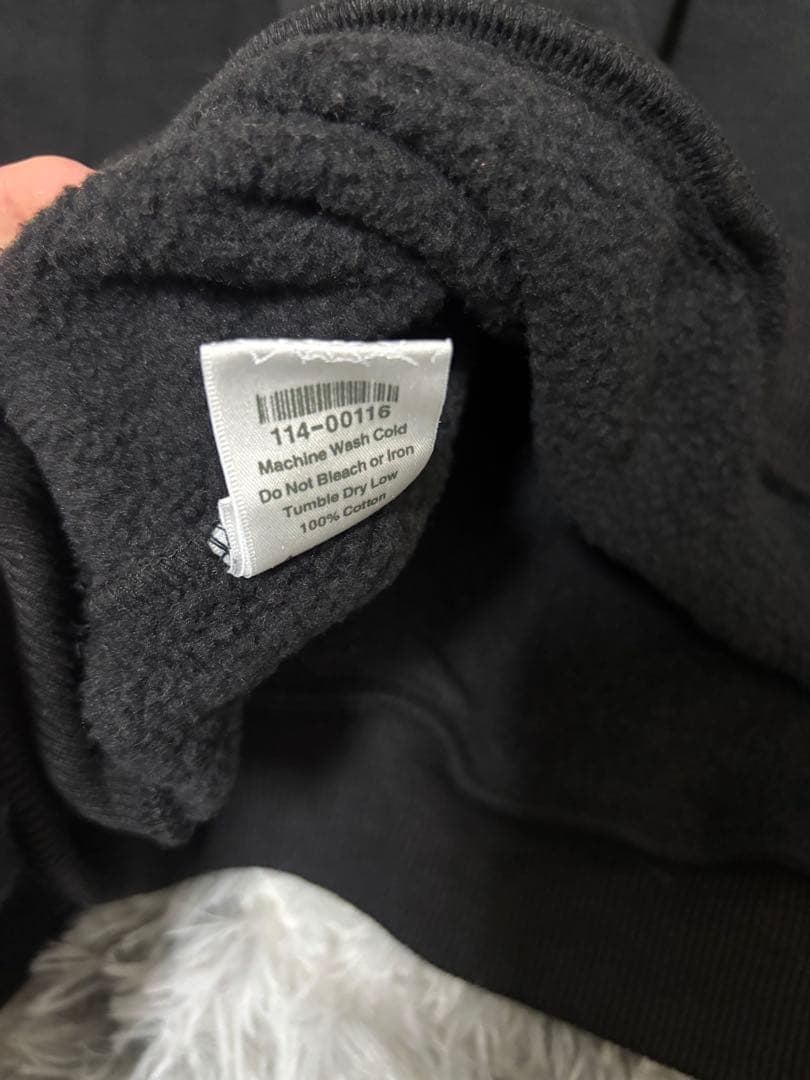 114-00116
Machine Wash Cold
Do Not Bleach or Iron
Tumble Dry Low
100% Cotton